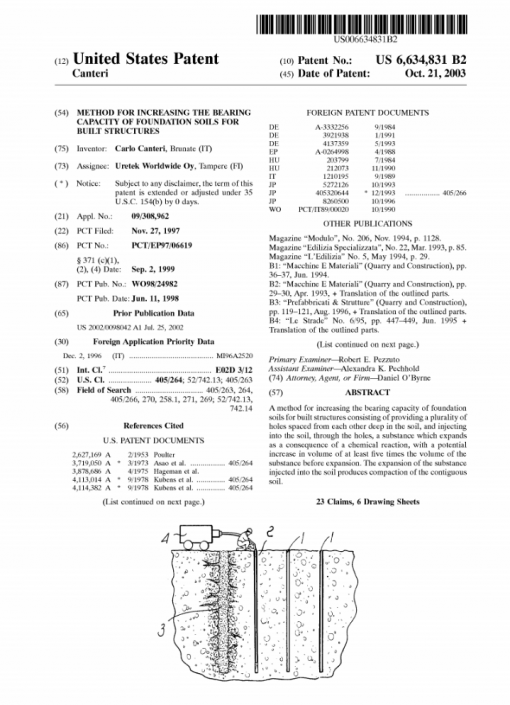 US006634831B2
(12) United States Patent
Canteri
(10) Patent No.: US 6,634,831 B2
(45) Date of Patent: Oct. 21, 2003
(54) METHOD FOR INCREASING THE BEARING
CAPACITY OF FOUNDATION SOILS FOR
BUILT STRUCTURES
(75) Inventor: Carlo Canteri, Brunate (IT)
(73) Assignee: Uretek Worldwide Oy, Tampere (FI)
( * ) Notice: Subject to any disclaimer, the term of this
patent is extended or adjusted under 35
U.S.C. 154(b) by 0 days.
(21) Appl. No.: 09/308,962
(22) PCT Filed: Nov. 27, 1997
(86) PCT No.: PCT/EP97/06619
§ 371 (c)(1),
(2), (4) Date: Sep. 2, 1999
(87) PCT Pub. No.: WO98/24982
PCT Pub. Date: Jun. 11, 1998
(65) Prior Publication Data
US 2002/0098042 A1 Jul. 25, 2002
(30) Foreign Application Priority Data
Dec. 2, 1996 (IT) ............................ MI96A2520
(51) Int. Cl.7 ................................. E02D 3/12
(52) U.S. Cl. .................. 405/264; 52/742.13; 405/263
(58) Field of Search ......................... 405/263, 264,
405/266, 270, 258.1, 271, 269; 52/742.13,
742.14
(56) References Cited
U.S. PATENT DOCUMENTS
2,627,169 A 2/1953 Poulter
3,719,050 A * 3/1973 Asao et al. ................ 405/264
3,878,686 A 4/1975 Hageman et al.
4,113,014 A * 9/1978 Kubens et al. ............. 405/264
4,114,382 A * 9/1978 Kubens et al. ............. 405/264
(List continued on next page.)
FOREIGN PATENT DOCUMENTS
DE A-3332256 9/1984
DE 3921938 1/1991
DE 4137359 5/1993
EP A-0264998 4/1988
HU 203799 7/1984
HU 212073 11/1990
IT 1210195 9/1989
JP 5272126 10/1993
JP 405320644 * 12/1993 ................. 405/266
JP 8260500 10/1996
WO PCT/IT89/00020 10/1990
OTHER PUBLICATIONS
Magazine "Modulo", No. 206, Nov. 1994, p. 1128.
Magazine "Edilizia Specializzata", No. 22, Mar. 1993, p. 85.
Magazine "L'Edilizia" No. 5, May 1994, p. 29.
B1: "Macchine E Materiali" (Quarry and Construction), pp.
36–37, Jun. 1994.
B2: "Macchine E Materiali" (Quarry and Construction), pp.
29–30, Apr. 1993, + Translation of the outlined parts.
B3: "Prefabbricati & Strutture" (Quarry and Construction),
pp. 119–121, Aug. 1996, + Translation of the outlined parts.
B4: "Le Strade" No. 6/95, pp. 447–449, Jun. 1995 +
Translation of the outlined parts.
(List continued on next page.)
Primary Examiner—Robert E. Pezzuto
Assistant Examiner—Alexandra K. Pechhold
(74) Attorney, Agent, or Firm—Daniel O'Byrne
(57) ABSTRACT
A method for increasing the bearing capacity of foundation
soils for built structures consisting of providing a plurality of
holes spaced from each other deep in the soil, and injecting
into the soil, through the holes, a substance which expands
as a consequence of a chemical reaction, with a potential
increase in volume of at least five times the volume of the
substance before expansion. The expansion of the substance
injected into the soil produces compaction of the contiguous
soil.
23 Claims, 6 Drawing Sheets
4 2 1 1
3